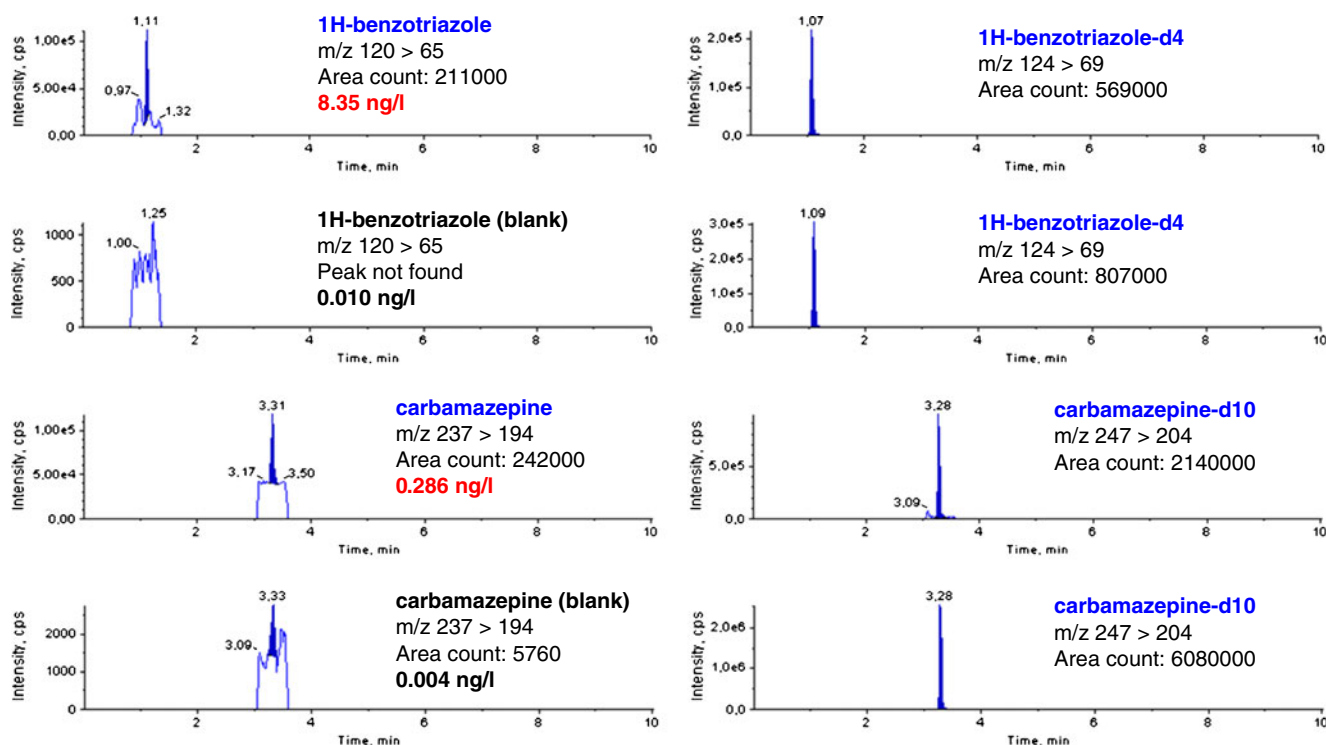 1,11
1H-benzotriazole
m/z 120 > 65
Area count: 211000
8.35 ng/l
Intensity, cps
1,00e5
5,00e4
0,00
0,97
1,32
2 4 6 8 10
Time, min
1,07
1H-benzotriazole-d4
m/z 124 > 69
Area count: 569000
Intensity, cps
2,0e5
1,0e5
0,0
2 4 6 8 10
Time, min
1,25
1H-benzotriazole (blank)
m/z 120 > 65
Peak not found
0.010 ng/l
Intensity, cps
1000
500
0
1,00
2 4 6 8 10
Time, min
1,09
1H-benzotriazole-d4
m/z 124 > 69
Area count: 807000
Intensity, cps
3,0e5
2,0e5
1,0e5
0,0
2 4 6 8 10
Time, min
3,31
carbamazepine
m/z 237 > 194
Area count: 242000
0.286 ng/l
Intensity, cps
1,00e5
5,00e4
0,00
3,17
3,50
2 4 6 8 10
Time, min
3,28
carbamazepine-d10
m/z 247 > 204
Area count: 2140000
Intensity, cps
5,0e5
0,0
3,09
2 4 6 8 10
Time, min
3,33
carbamazepine (blank)
m/z 237 > 194
Area count: 5760
0.004 ng/l
Intensity, cps
2000
1000
0
3,09
2 4 6 8 10
Time, min
3,28
carbamazepine-d10
m/z 247 > 204
Area count: 6080000
Intensity, cps
2,0e6
1,0e6
0,0
2 4 6 8 10
Time, min